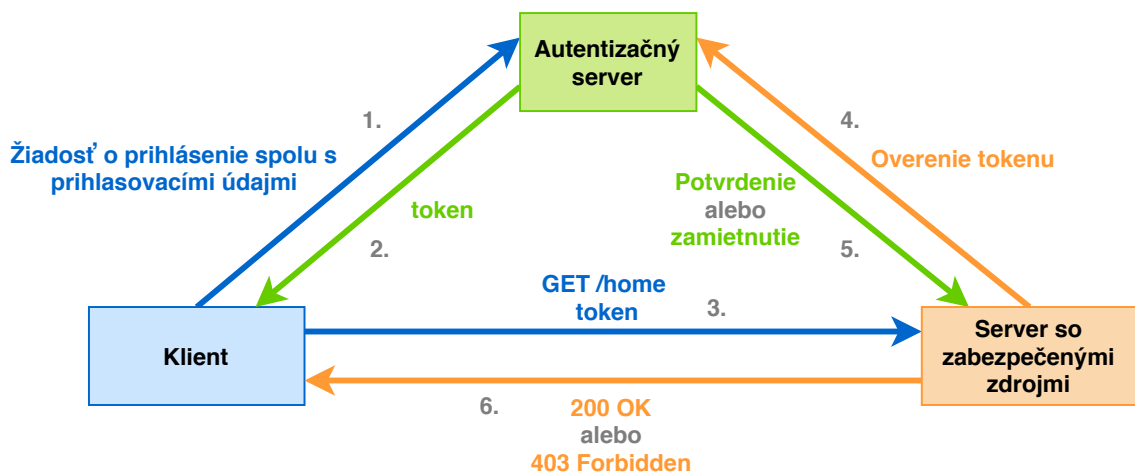 Autentizačný
server
1.
Žiadosť o prihlásenie spolu s
prihlasovacími údajmi
token
2.
4.
Overenie tokenu
Potvrdenie
alebo
zamietnutie
5.
GET /home
token
3.
Klient
Server so
zabezpečenými
zdrojmi
6.
200 OK
alebo
403 Forbidden